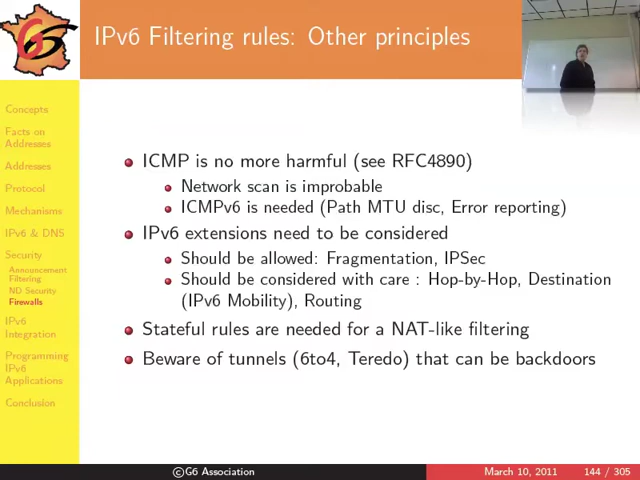 G6
IPv6 Filtering rules: Other principles
Concepts
Facts on
Addresses
Addresses
Protocol
Mechanisms
IPv6 & DNS
Security
Announcement
Filtering
ND Security
Firewalls
IPv6
Integration
Programming
IPv6
Applications
Conclusion
ICMP is no more harmful (see RFC4890)
Network scan is improbable
ICMPv6 is needed (Path MTU disc, Error reporting)
IPv6 extensions need to be considered
Should be allowed: Fragmentation, IPSec
Should be considered with care : Hop-by-Hop, Destination
(IPv6 Mobility), Routing
Stateful rules are needed for a NAT-like filtering
Beware of tunnels (6to4, Teredo) that can be backdoors
©G6 Association
March 10, 2011 144 / 305